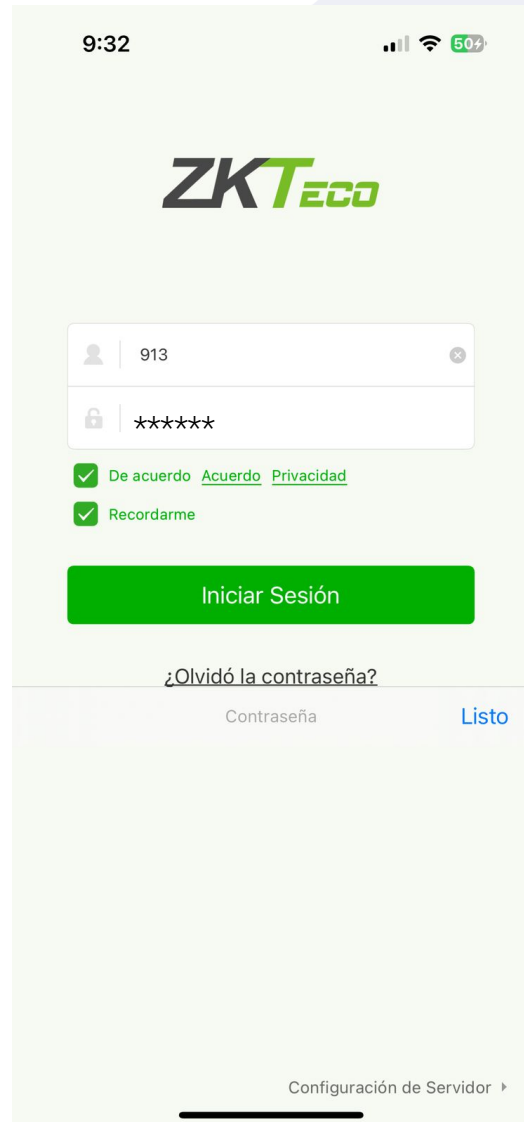 9:32
50
ZKTECO
913
******
De acuerdo Acuerdo Privacidad
Recordarme
Iniciar Sesión
¿Olvidó la contraseña?
Contraseña Listo
Configuración de Servidor